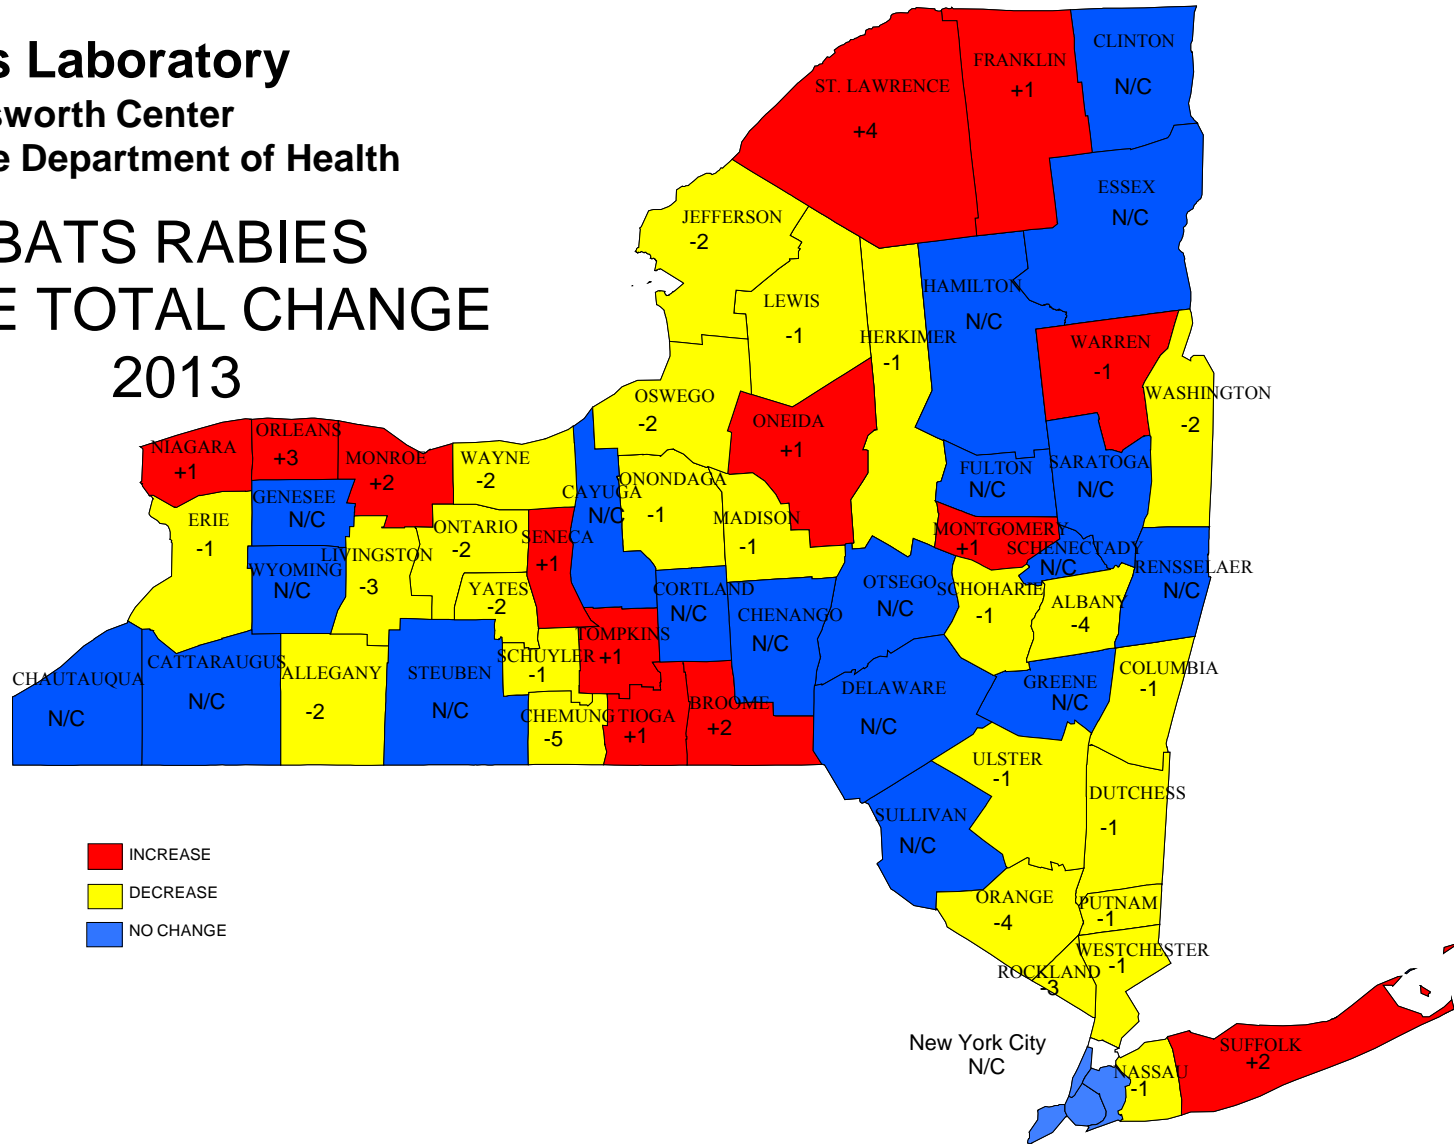 s Laboratory
sworth Center
e Department of Health
BATS RABIES
E TOTAL CHANGE
2013
CLINTON
N/C
FRANKLIN
+1
ST. LAWRENCE
+4
ESSEX
N/C
JEFFERSON
-2
LEWIS
-1
HERKIMER
-1
HAMILTON
N/C
WARREN
-1
WASHINGTON
-2
OSWEGO
-2
ONEIDA
+1
NIAGARA
+1
ORLEANS
+3
MONROE
+2
WAYNE
-2
CAYUGA
N/C
ONONDAGA
-1
MADISON
-1
FULTON
N/C
SARATOGA
N/C
GENESEE
N/C
ERIE
-1
WYOMING
N/C
LIVINGSTON
-3
ONTARIO
-2
SENECA
+1
YATES
-2
MONTGOMERY
+1
SCHENECTADY
N/C
RENSSELAER
N/C
CORTLAND
N/C
CHENANGO
N/C
OTSEGO
N/C
SCHOHARIE
-1
ALBANY
-4
CHAUTAUQUA
N/C
CATTARAUGUS
N/C
ALLEGANY
-2
STEUBEN
N/C
SCHUYLER
-1
TOMPKINS
+1
CHEMUNG
-5
TIOGA
+1
BROOME
+2
DELAWARE
N/C
GREENE
N/C
COLUMBIA
-1
ULSTER
-1
DUTCHESS
-1
SULLIVAN
N/C
ORANGE
-4
PUTNAM
-1
WESTCHESTER
-1
ROCKLAND
-3
New York City
N/C
NASSAU
-1
SUFFOLK
+2
INCREASE
DECREASE
NO CHANGE